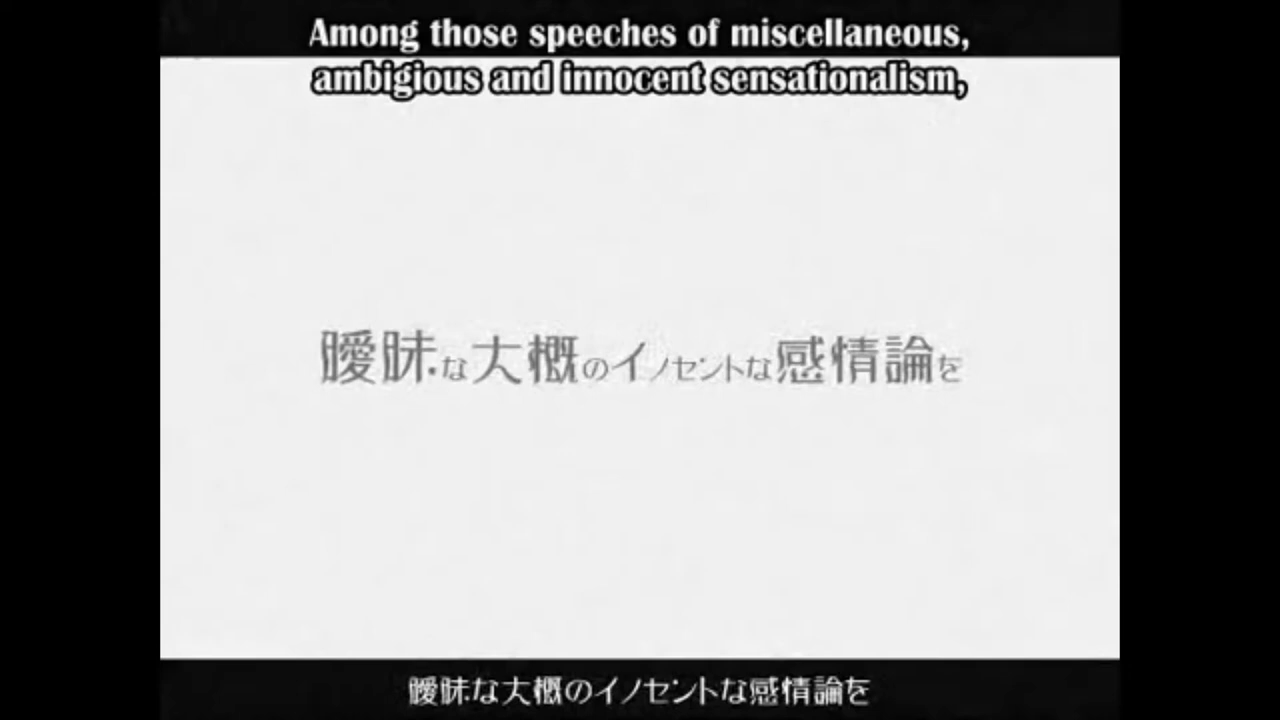 Among those speeches of miscellaneous,
ambigious and innocent sensationalism,
曖昧な大概のイノセントな感情論を
曖昧な大概のイノセントな感情論を